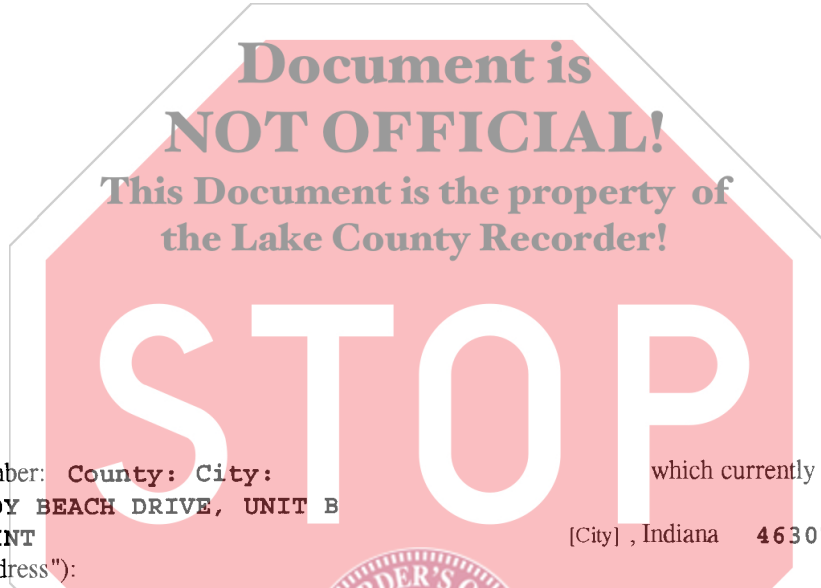 Document is
NOT OFFICIAL!
This Document is the property of
the Lake County Recorder!
STOP
County: City: which currently
BEACH DRIVE, UNIT B
[City] , Indiana